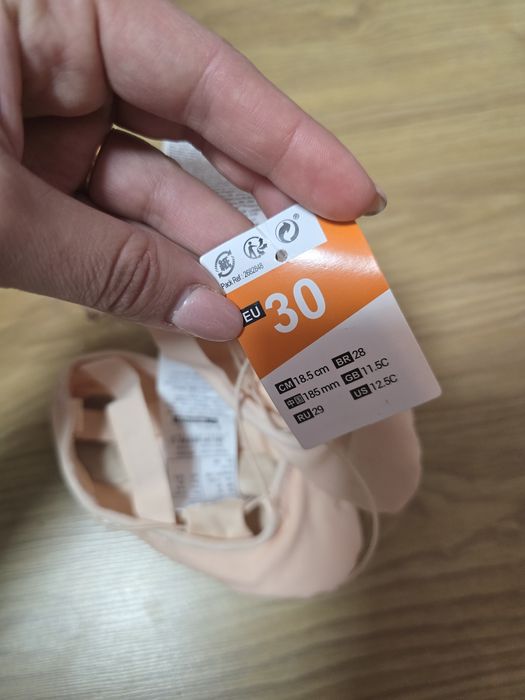 Pack Ref : 2662846
EU 30
CM 18.5 cm BR 28
中国 185 mm GB 11.5C
RU 29 US 12.5C